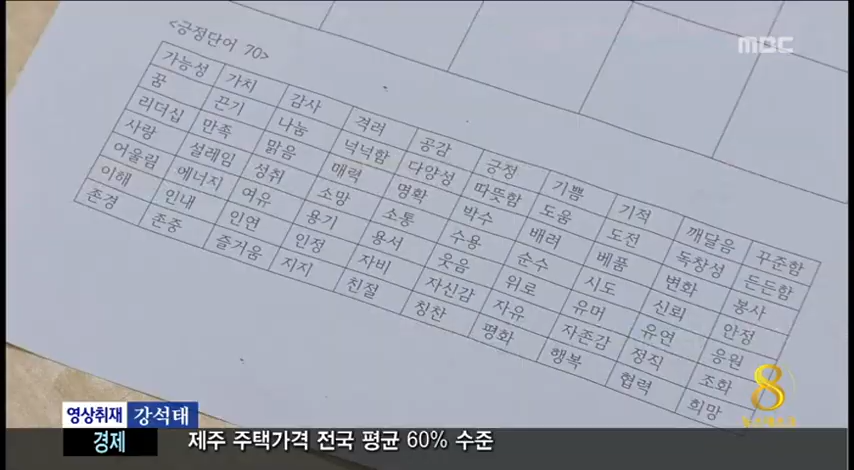 MBC
<긍정단어 70>
가능성 가치 감사 격려 공감 긍정 기쁨 기적 깨달음 꾸준함
꿈 끈기 나눔 넉넉함 다양성 따뜻함 도움 도전 독창성 든든함
리더십 만족 맑음 매력 명확 박수 배려 베품 변화 봉사
사랑 설레임 성취 소망 소통 수용 순수 시도 신뢰 안정
어울림 에너지 여유 용기 용서 웃음 위로 유머 유연 응원
이해 인내 인연 인정 자비 자신감 자유 자존감 정직 조화
존경 존중 즐거움 지지 친절 칭찬 평화 행복 협력 희망
8
뉴스데스크
영상취재 강석태
경제 제주 주택가격 전국 평균 60% 수준